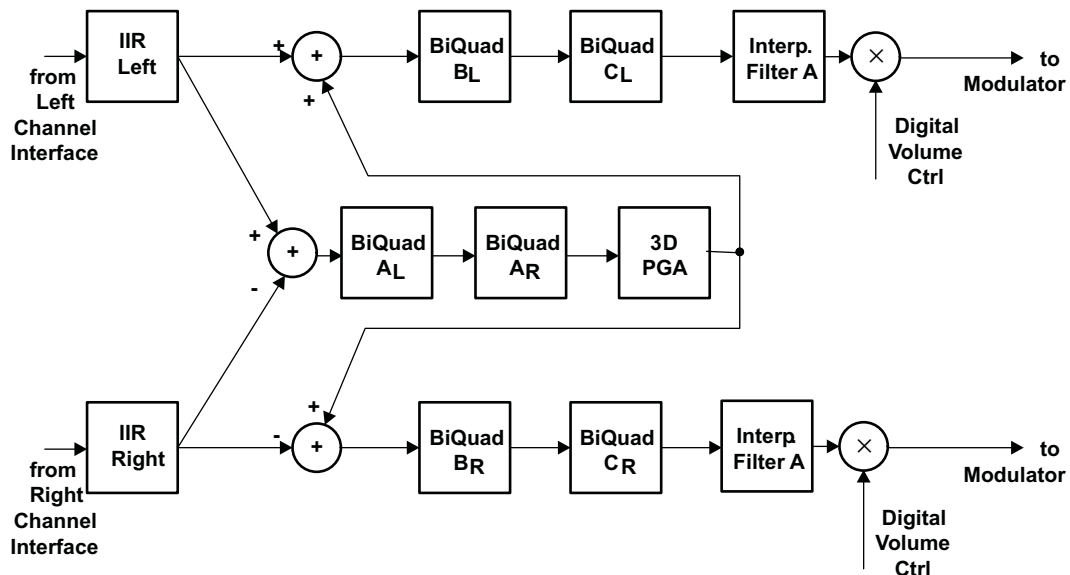 IIR
Left
from
Left
Channel
Interface
+
+
+
BiQuad
BL
BiQuad
CL
Interp.
Filter A
×
to
Modulator
Digital
Volume
Ctrl
+
-
+
BiQuad
AL
BiQuad
AR
3D
PGA
IIR
Right
from
Right
Channel
Interface
+
-
+
BiQuad
BR
BiQuad
CR
Interp.
Filter A
×
to
Modulator
Digital
Volume
Ctrl